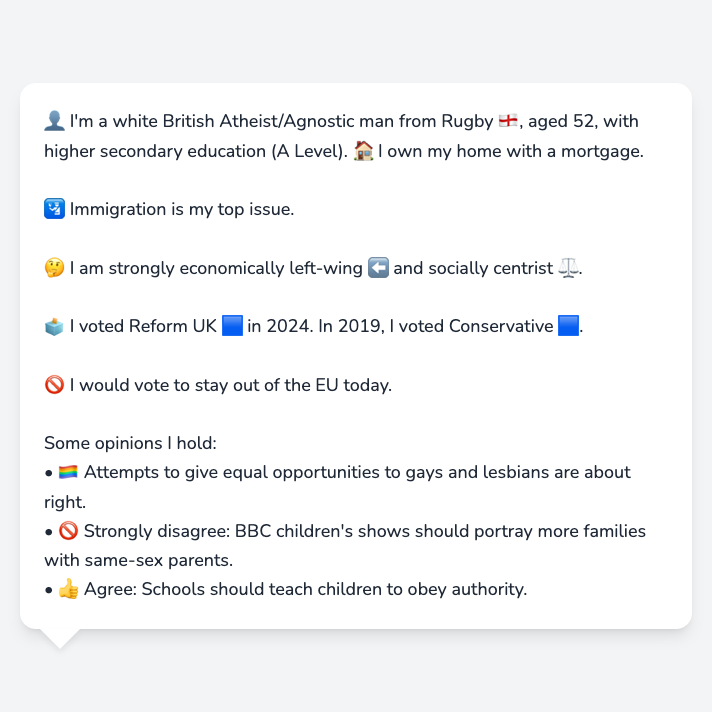 👤 I'm a white British Atheist/Agnostic man from Rugby 🏴󠁧󠁢󠁥󠁮󠁧󠁿, aged 52, with
higher secondary education (A Level). 🏠 I own my home with a mortgage.
🛂 Immigration is my top issue.
🤔 I am strongly economically left-wing ⬅️ and socially centrist ⚖️.
🗳️ I voted Reform UK 🟦 in 2024. In 2019, I voted Conservative 🟦.
🚫 I would vote to stay out of the EU today.
Some opinions I hold:
• 🏳️‍🌈 Attempts to give equal opportunities to gays and lesbians are about
right.
• 🚫 Strongly disagree: BBC children's shows should portray more families
with same-sex parents.
• 👍 Agree: Schools should teach children to obey authority.